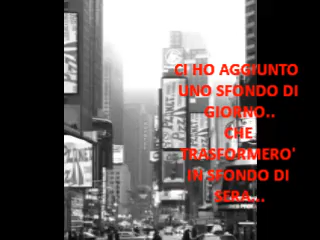 CI HO AGGIUNTO
UNO SFONDO DI
GIORNO..
CHE
TRASFORMERO'
IN SFONDO DI
SERA...